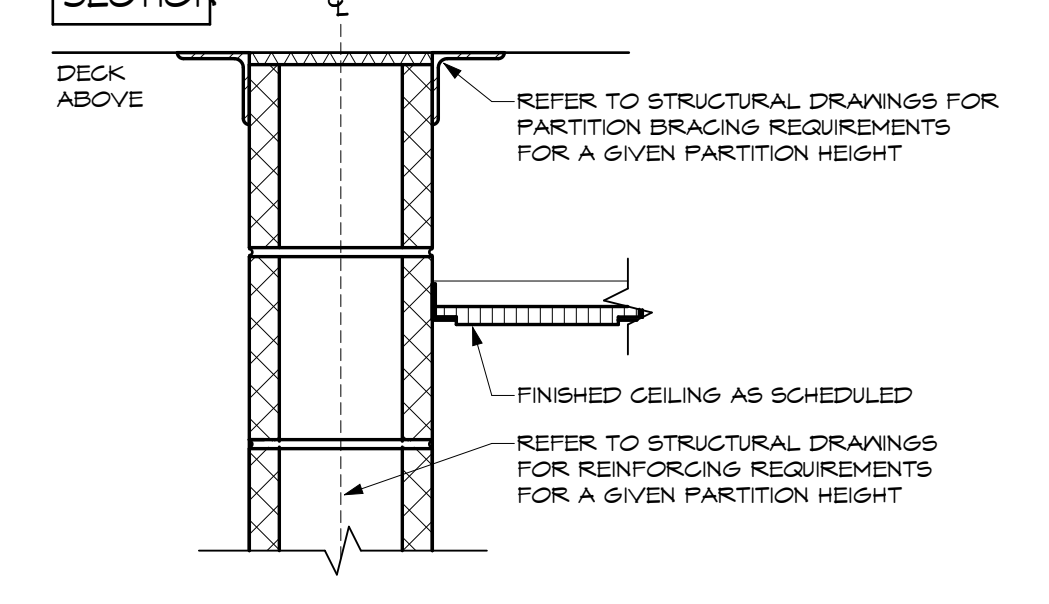 SECTION
℄
DECK
ABOVE
REFER TO STRUCTURAL DRAWINGS FOR
PARTITION BRACING REQUIREMENTS
FOR A GIVEN PARTITION HEIGHT
FINISHED CEILING AS SCHEDULED
REFER TO STRUCTURAL DRAWINGS
FOR REINFORCING REQUIREMENTS
FOR A GIVEN PARTITION HEIGHT